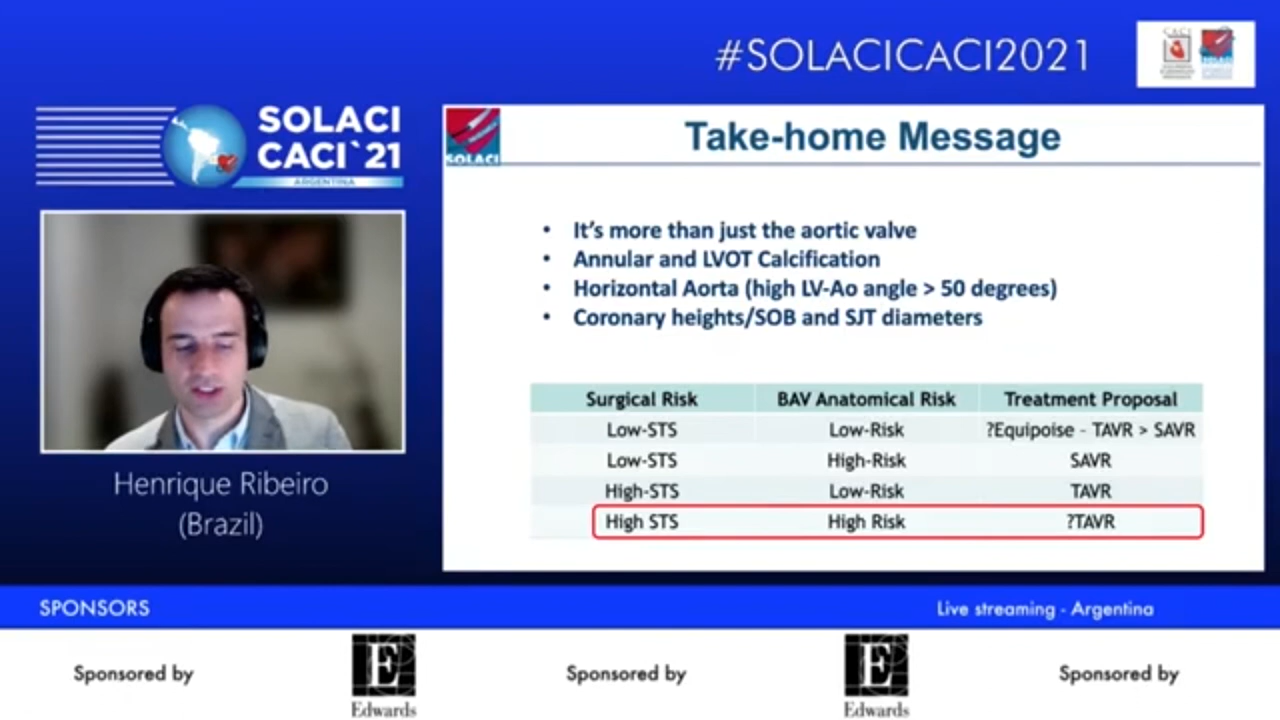 #SOLACICACI2021
SOLACI
CACI`21
ARGENTINA
CACI
SOLACI
Take-home Message
• It's more than just the aortic valve
• Annular and LVOT Calcification
• Horizontal Aorta (high LV-Ao angle > 50 degrees)
• Coronary heights/SOB and SJT diameters
Surgical Risk BAV Anatomical Risk Treatment Proposal
Low-STS Low-Risk ?Equipoise - TAVR > SAVR
Low-STS High-Risk SAVR
High-STS Low-Risk TAVR
High STS High Risk ?TAVR
Henrique Ribeiro
(Brazil)
SPONSORS Live streaming - Argentina
Sponsored by Edwards Sponsored by Edwards Sponsored by